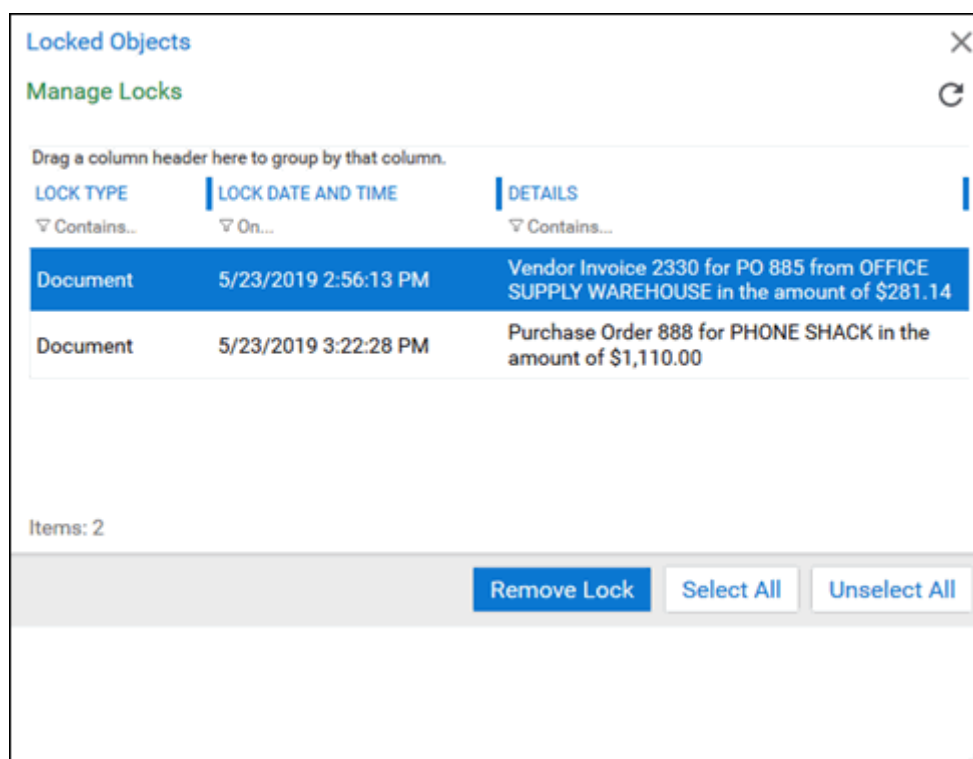 Locked Objects
Manage Locks
Drag a column header here to group by that column.
LOCK TYPE LOCK DATE AND TIME DETAILS
Contains... On... Contains...
Document 5/23/2019 2:56:13 PM Vendor Invoice 2330 for PO 885 from OFFICE
SUPPLY WAREHOUSE in the amount of $281.14
Document 5/23/2019 3:22:28 PM Purchase Order 888 for PHONE SHACK in the
amount of $1,110.00
Items: 2
Remove Lock Select All Unselect All